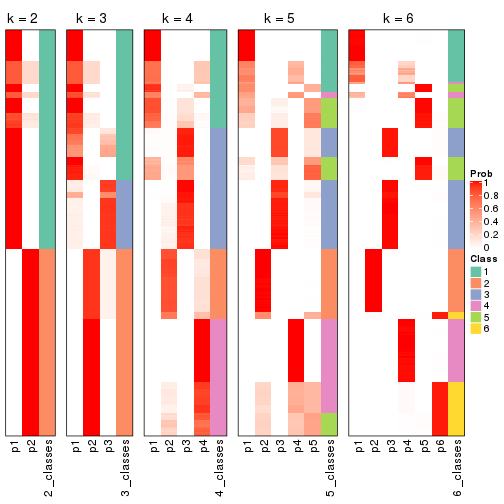 k = 2
k = 3
k = 4
k = 5
k = 6
p1
p2
2_classes
p1
p2
p3
3_classes
p1
p2
p3
p4
4_classes
p1
p2
p3
p4
p5
5_classes
p1
p2
p3
p4
p5
p6
6_classes
Prob
1
0.8
0.6
0.4
0.2
0
Class
1
2
3
4
5
6